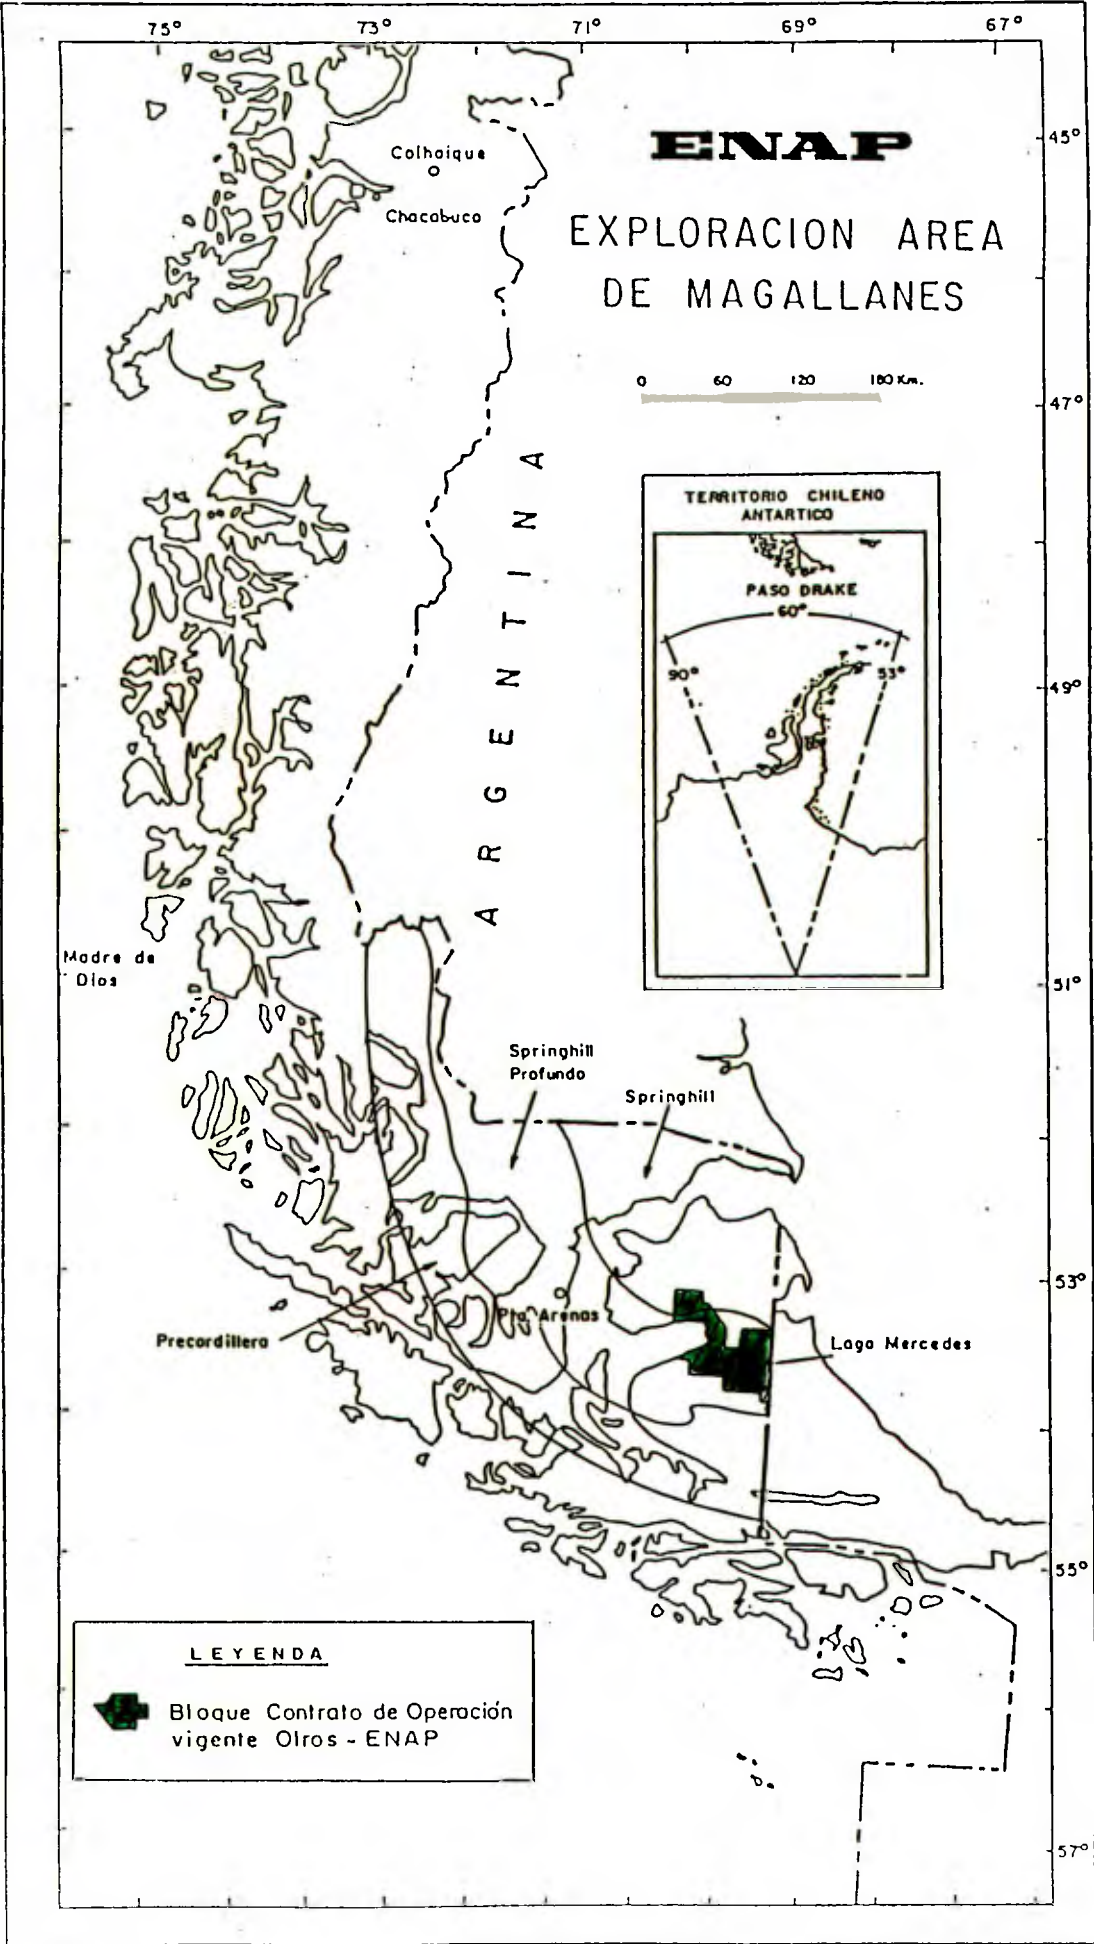 75° 73° 71° 69° 67°
ENAP
EXPLORACION AREA
DE MAGALLANES
0 60 120 180 Km.
45°
47°
49°
51°
53°
55°
57°
Colhaique
Chacabuco
ARGENTINA
TERRITORIO CHILENO
ANTARTICO
PASO DRAKE
60°
90° 53°
Madre de
Dios
Springhill
Profundo
Springhill
Pta. Arenas
Precordillera
Lago Mercedes
LEYENDA
Bloque Contrato de Operación
vigente Otros - ENAP